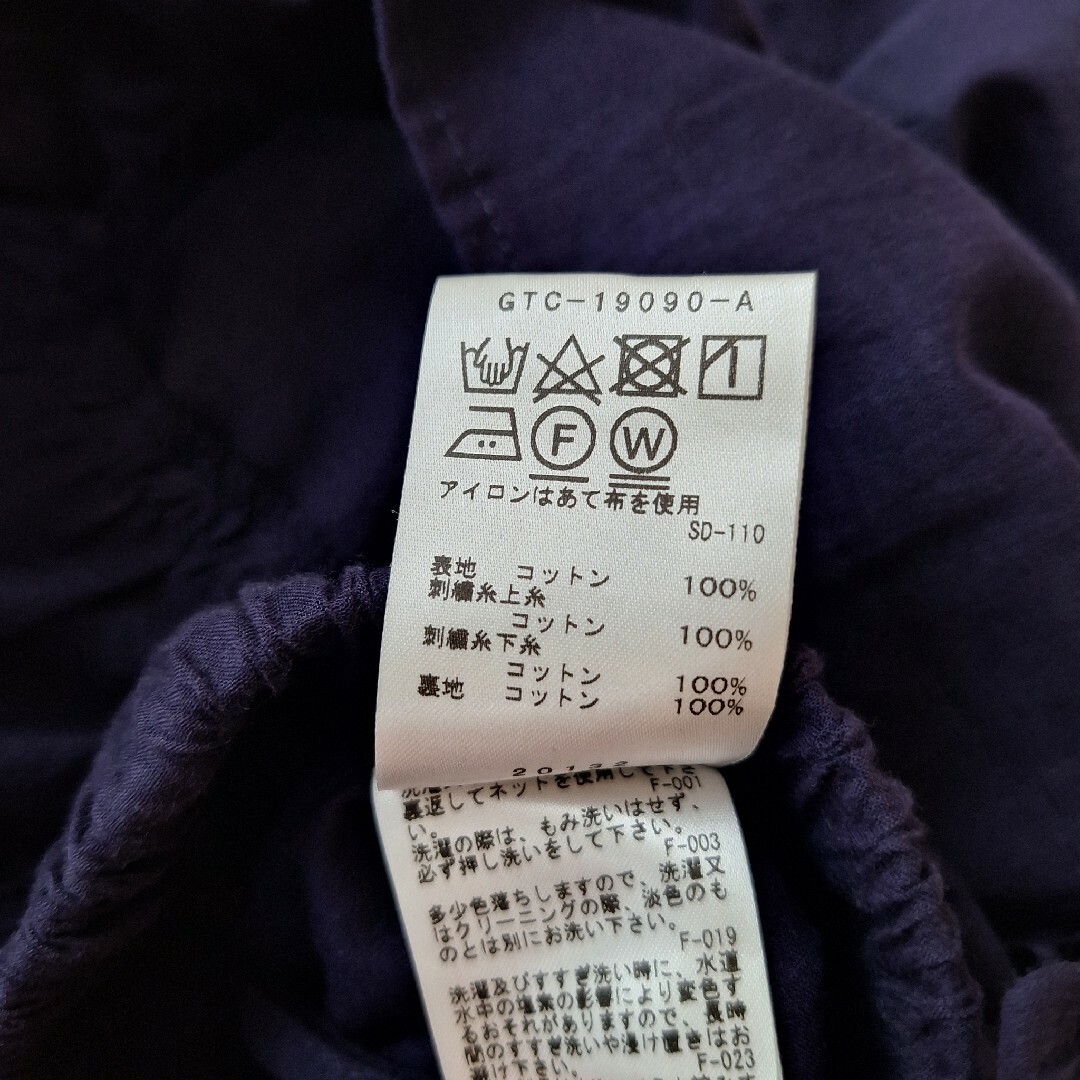 GTC-19090-A
F W
アイロンはあて布を使用
SD-110
表地 コットン 100%
刺繍糸上糸
コットン 100%
刺繍糸下糸
コットン 100%
裏地 コットン 100%
裏返してネットを使用して下さ
い。 F-001
洗濯の際は、もみ洗いはせず、
必ず押し洗いをして下さい。
F-003
多少色落ちしますので、洗濯又
はクリーニングの際、淡色のも
のとは別にお洗い下さい。
F-019
洗濯及びすすぎ洗い時に、水道
水中の塩素の影響により変色す
るおそれがありますので、長時
間のすすぎ洗いや浸け置きはお
避け下さい。 F-023